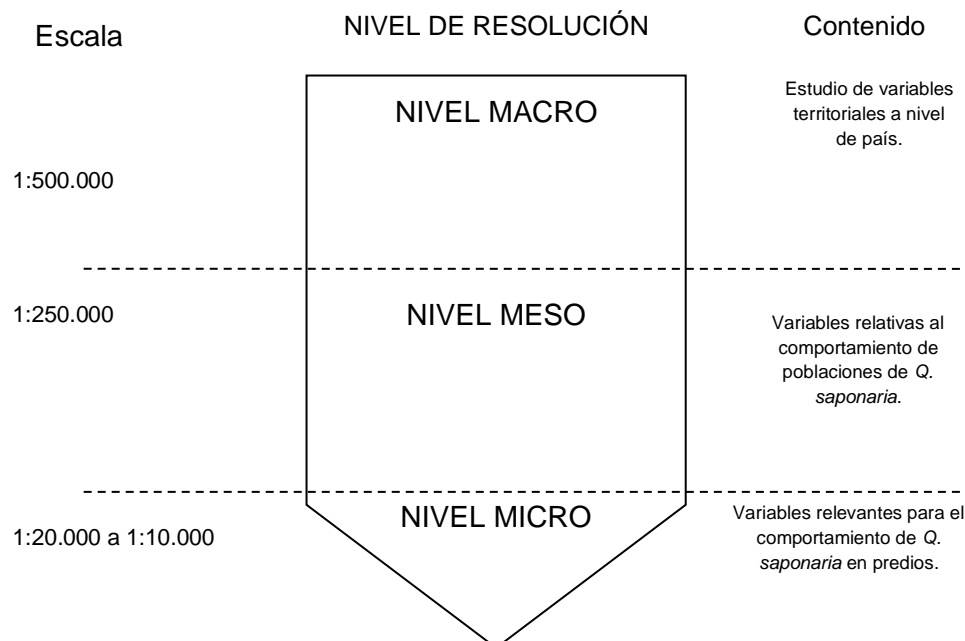 Escala
NIVEL DE RESOLUCIÓN
Contenido
NIVEL MACRO
Estudio de variables
territoriales a nivel
de país.
1:500.000
1:250.000
NIVEL MESO
Variables relativas al
comportamiento de
poblaciones de Q.
saponaria.
1:20.000 a 1:10.000
NIVEL MICRO
Variables relevantes para el
comportamiento de Q.
saponaria en predios.